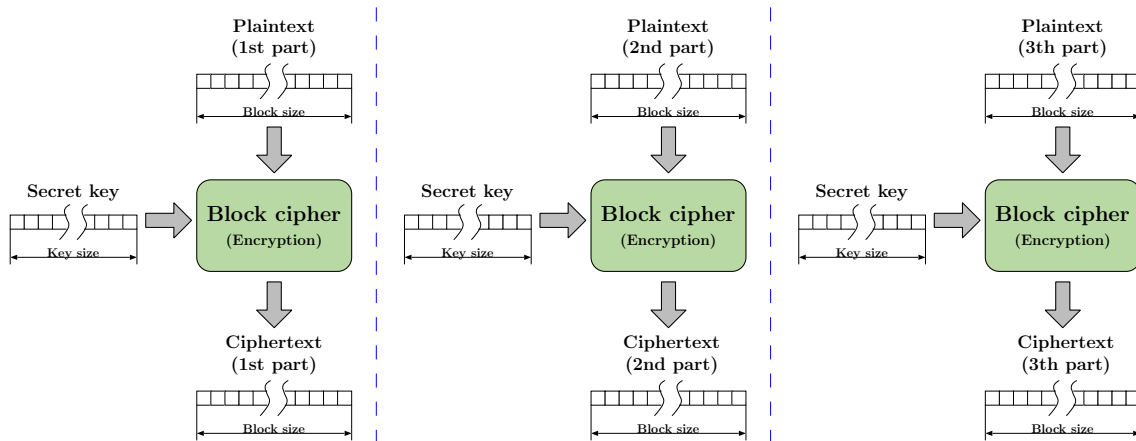 Plaintext
(1st part)
Block size
Secret key
Key size
Block cipher
(Encryption)
Ciphertext
(1st part)
Block size
Plaintext
(2nd part)
Block size
Secret key
Key size
Block cipher
(Encryption)
Ciphertext
(2nd part)
Block size
Plaintext
(3th part)
Block size
Secret key
Key size
Block cipher
(Encryption)
Ciphertext
(3th part)
Block size